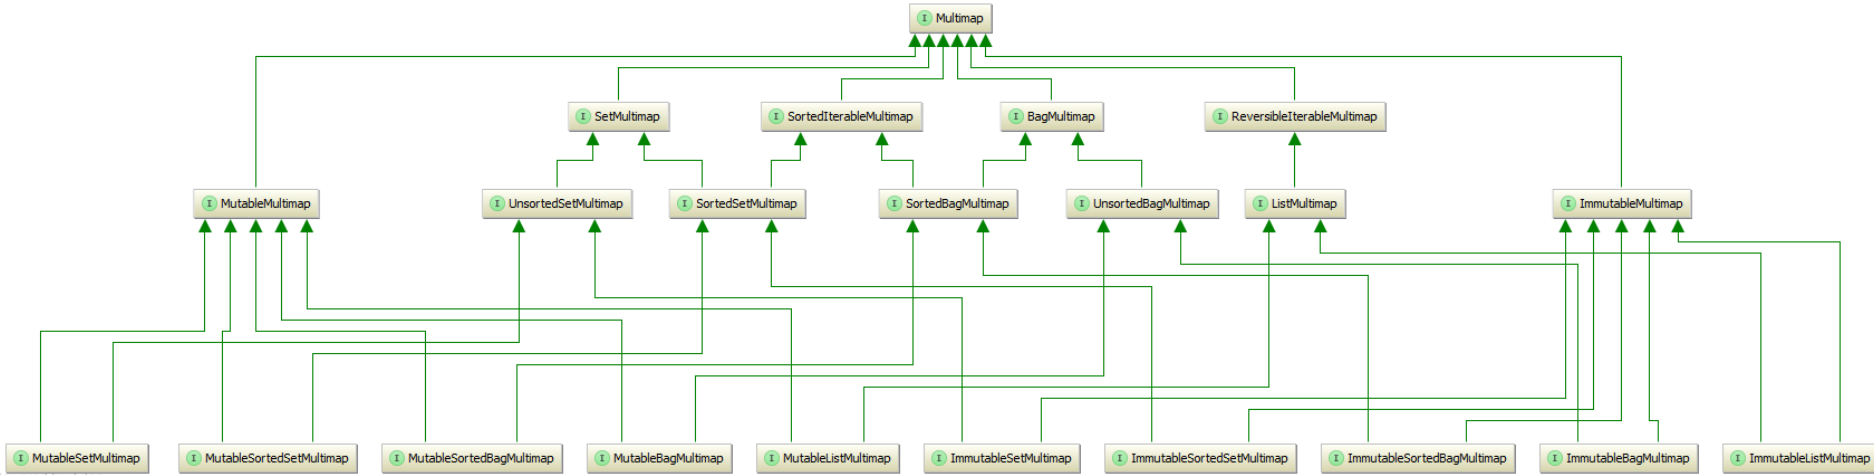 I Multimap
I SetMultimap
I SortedIterableMultimap
I BagMultimap
I ReversibleIterableMultimap
I MutableMultimap
I UnsortedSetMultimap
I SortedSetMultimap
I SortedBagMultimap
I UnsortedBagMultimap
I ListMultimap
I ImmutableMultimap
I MutableSetMultimap
I MutableSortedSetMultimap
I MutableSortedBagMultimap
I MutableBagMultimap
I MutableListMultimap
I ImmutableSetMultimap
I ImmutableSortedSetMultimap
I ImmutableSortedBagMultimap
I ImmutableBagMultimap
I ImmutableListMultimap